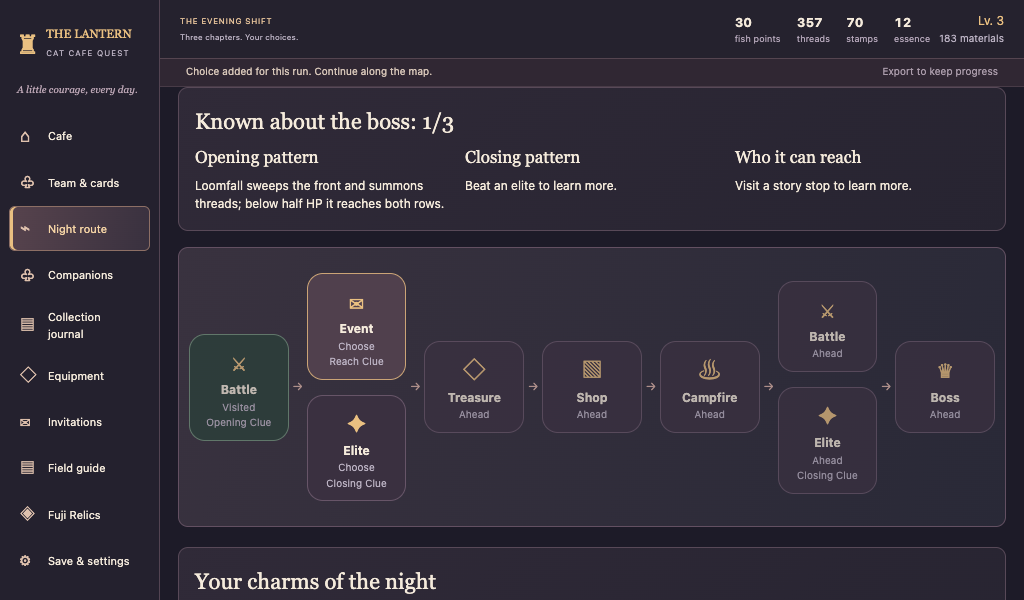 THE LANTERN
CAT CAFE QUEST
A little courage, every day.
Cafe
Team & cards
Night route
Companions
Collection
journal
Equipment
Invitations
Field guide
Fuji Relics
Save & settings
THE EVENING SHIFT
Three chapters. Your choices.
30
fish points
357
threads
70
stamps
12
essence
Lv. 3
183 materials
Choice added for this run. Continue along the map.
Export to keep progress
Known about the boss: 1/3
Opening pattern
Loomfall sweeps the front and summons
threads; below half HP it reaches both rows.
Closing pattern
Beat an elite to learn more.
Who it can reach
Visit a story stop to learn more.
Battle
Visited
Opening Clue
→
Event
Choose
Reach Clue
Elite
Choose
Closing Clue
→
Treasure
Ahead
→
Shop
Ahead
→
Campfire
Ahead
→
Battle
Ahead
Elite
Ahead
Closing Clue
→
Boss
Ahead
Your charms of the night